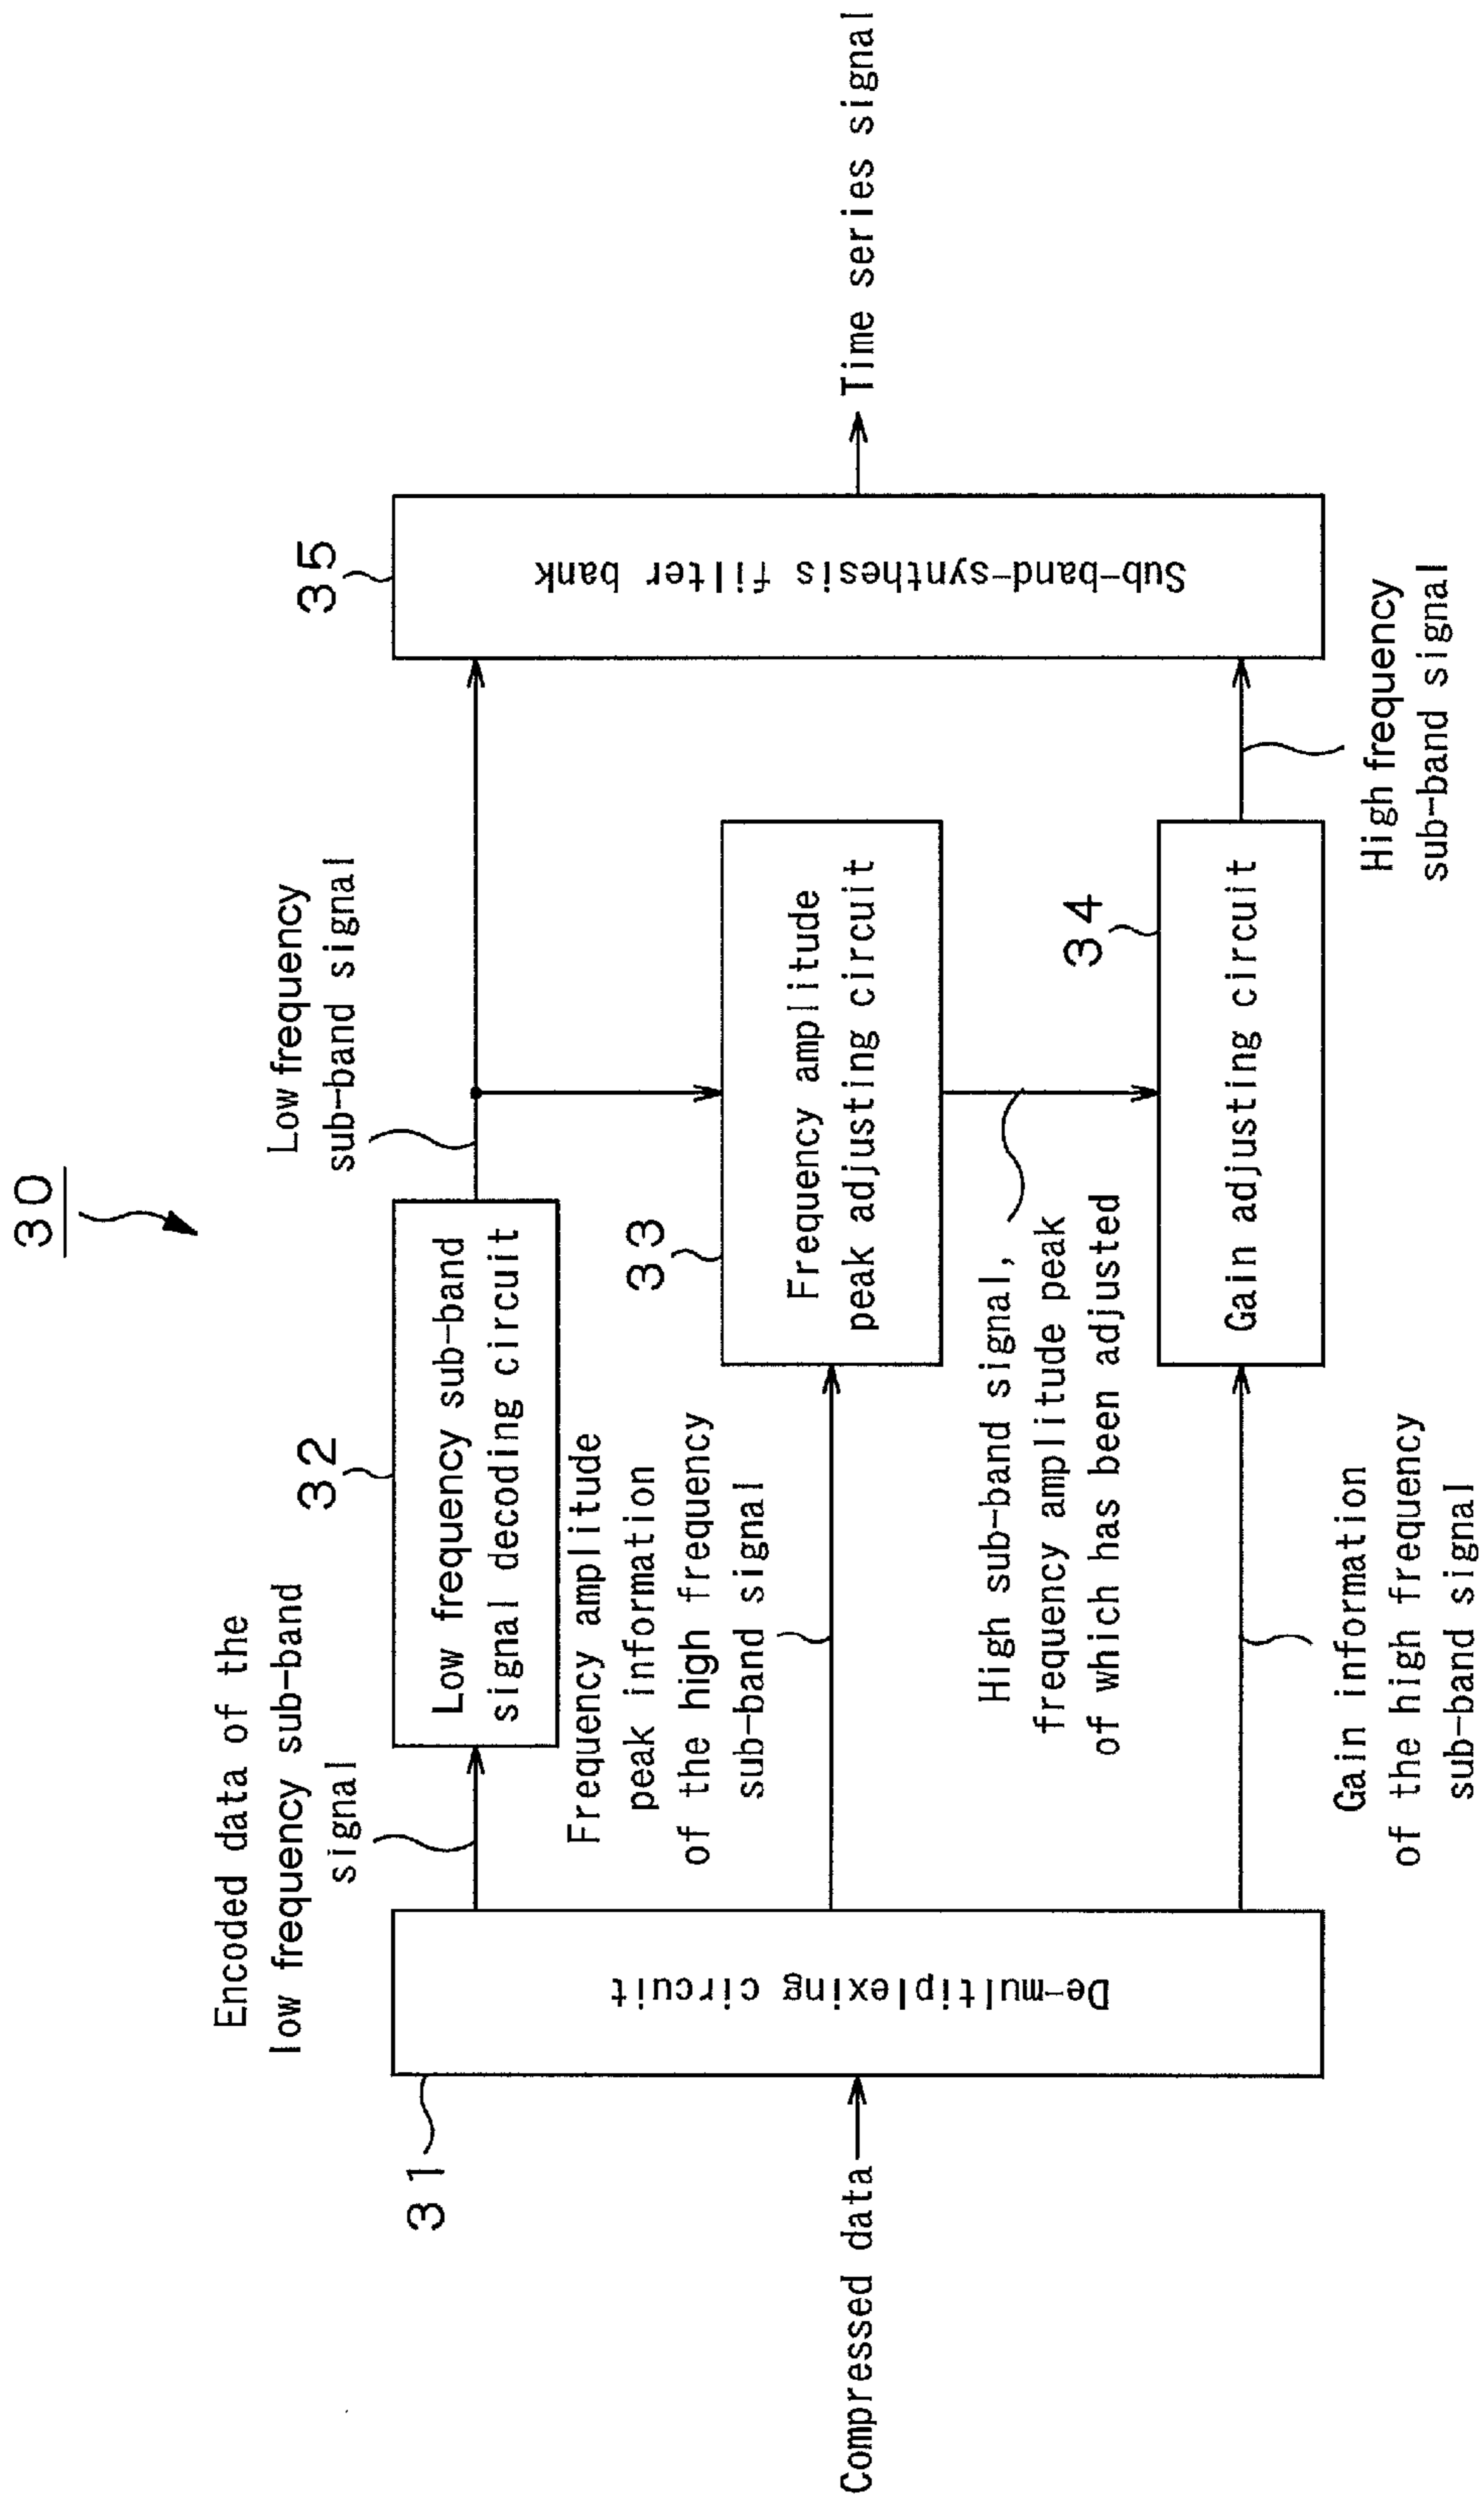 30
Compressed data
31
De-multiplexing circuit
Encoded data of the
low frequency sub-band
signal
32
Low frequency sub-band
signal decoding circuit
Low frequency
sub-band signal
Frequency amplitude
peak information
of the high frequency
sub-band signal
33
Frequency amplitude
peak adjusting circuit
High sub-band signal,
frequency amplitude peak
of which has been adjusted
Gain information
of the high frequency
sub-band signal
34
Gain adjusting circuit
High frequency
sub-band signal
35
Sub-band-synthesis filter bank
Time series signal